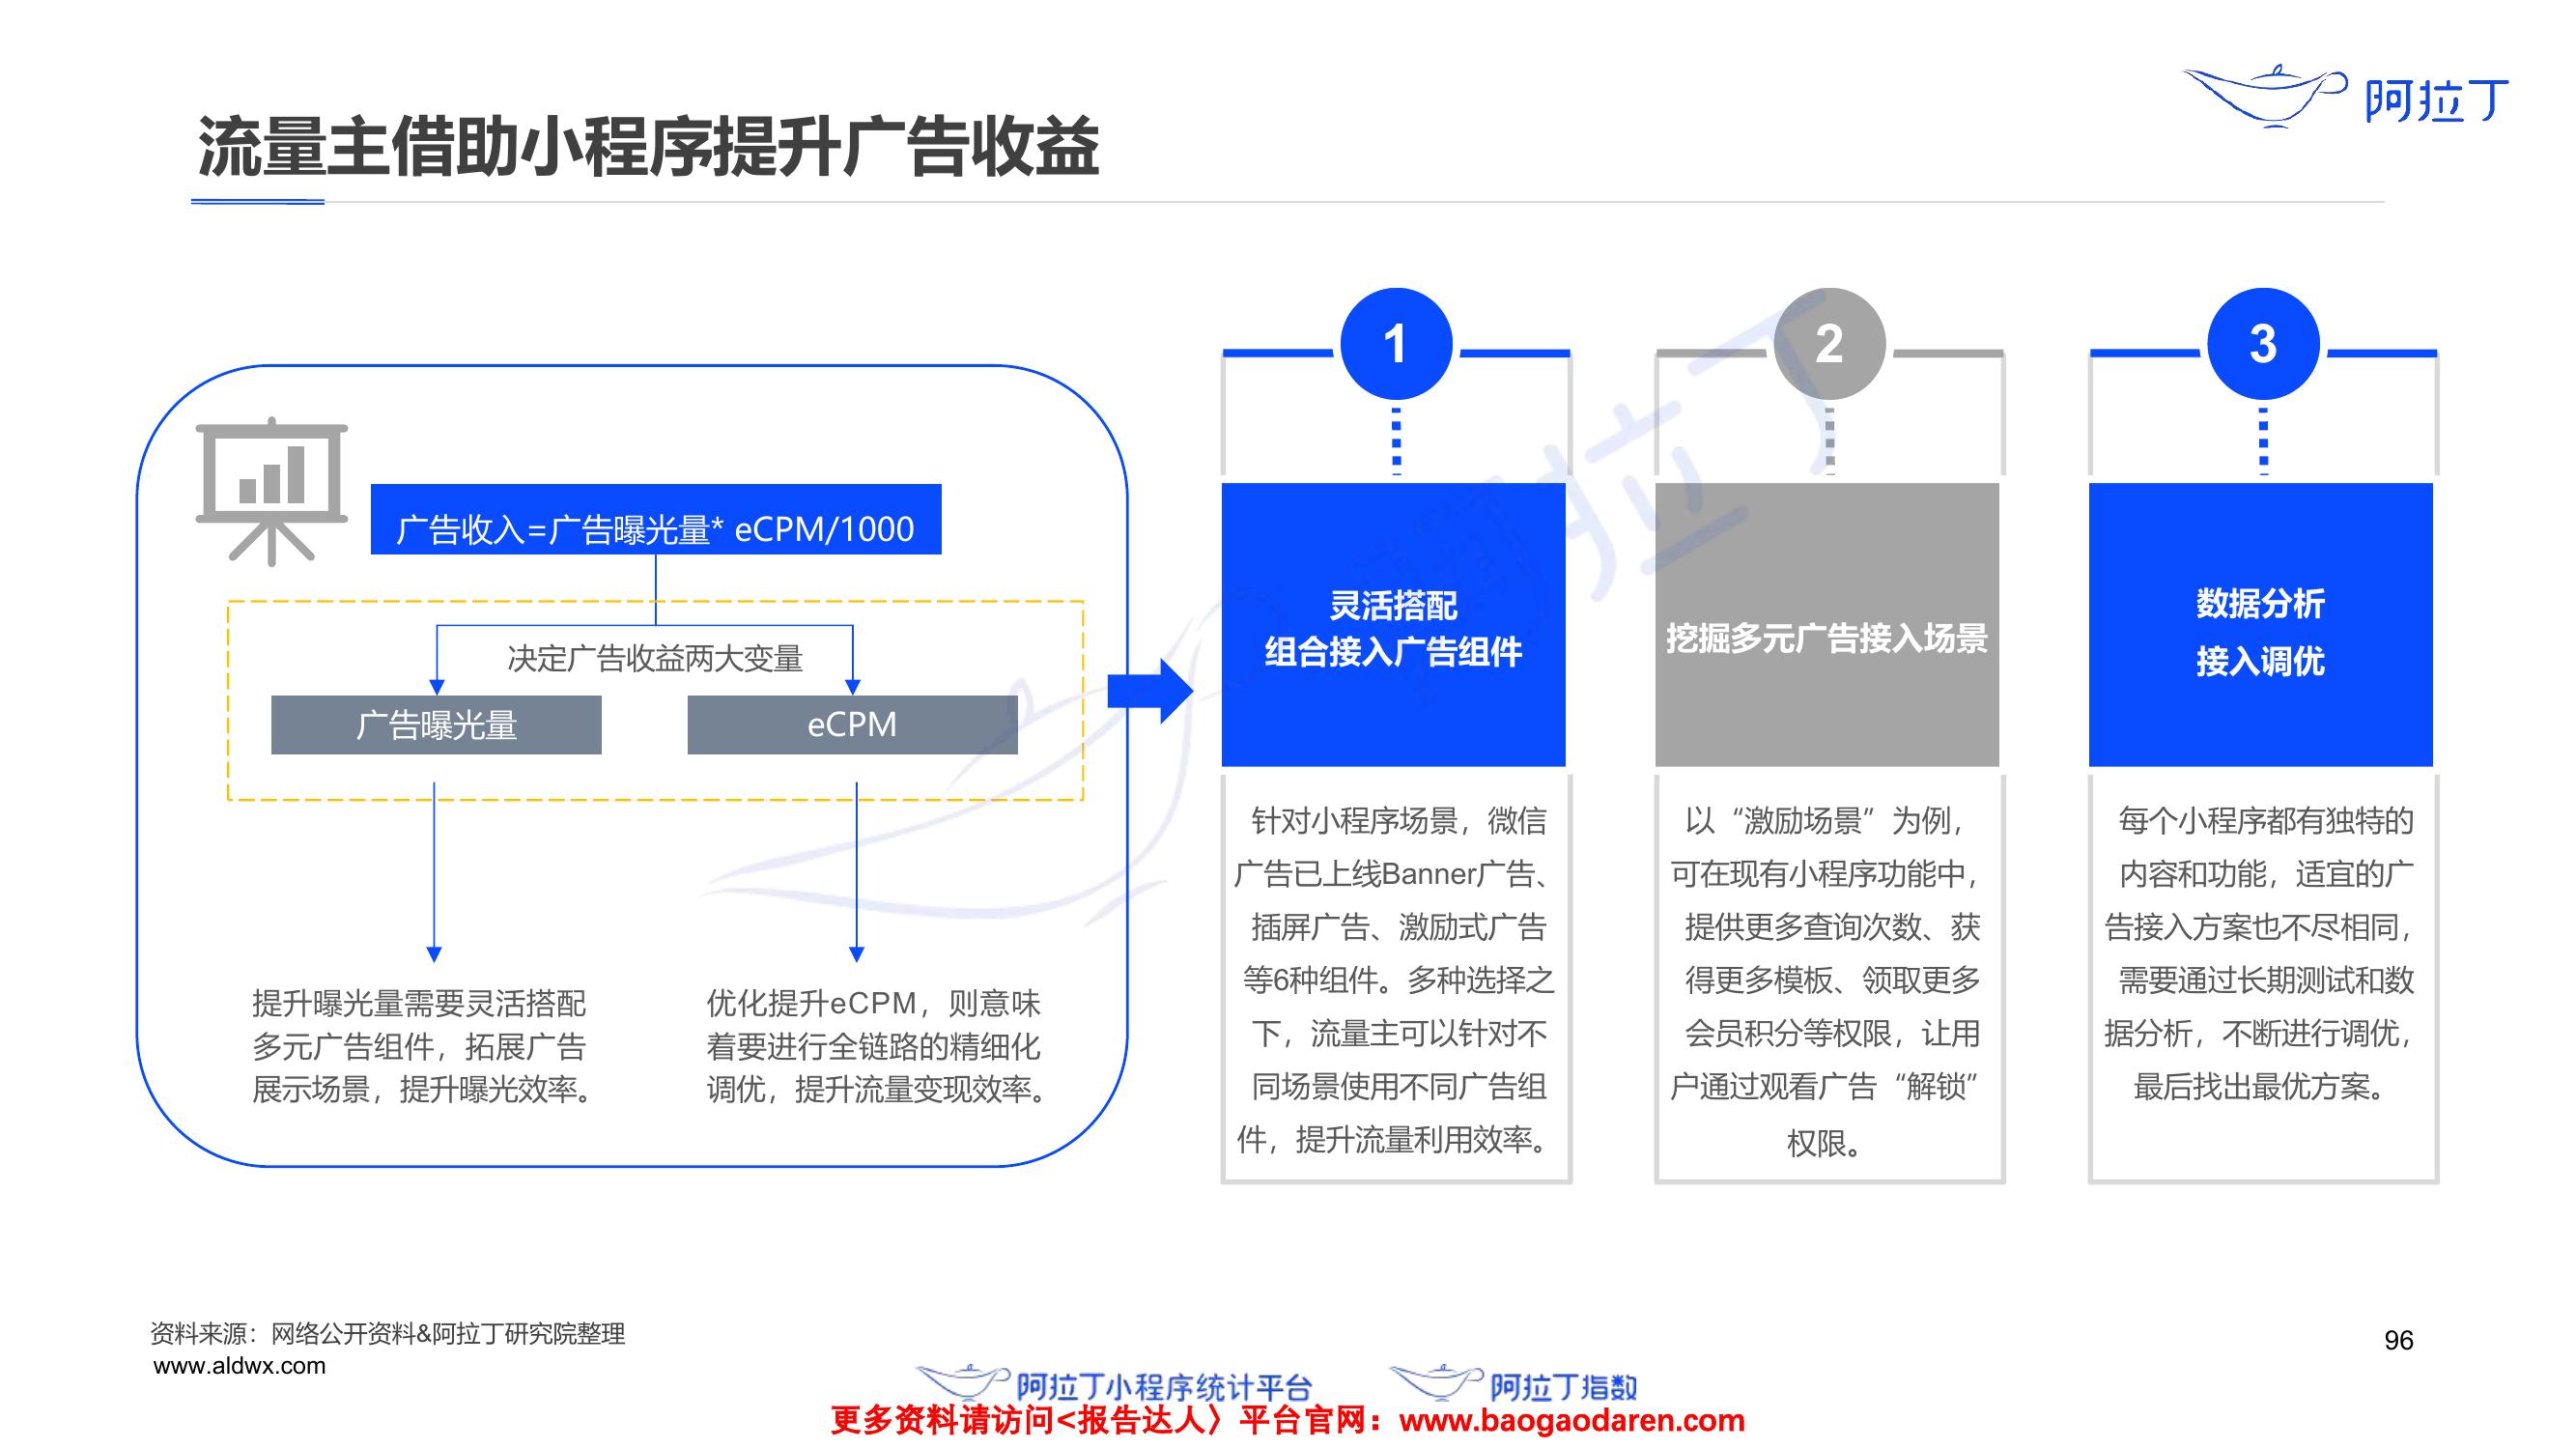 阿拉丁
流量主借助小程序提升广告收益
广告收入=广告曝光量* eCPM/1000
决定广告收益两大变量
广告曝光量
eCPM
提升曝光量需要灵活搭配
多元广告组件，拓展广告
展示场景，提升曝光效率。
优化提升eCPM，则意味
着要进行全链路的精细化
调优，提升流量变现效率。
1
灵活搭配
组合接入广告组件
针对小程序场景，微信
广告已上线Banner广告、
插屏广告、激励式广告
等6种组件。多种选择之
下，流量主可以针对不
同场景使用不同广告组
件，提升流量利用效率。
2
挖掘多元广告接入场景
以“激励场景”为例，
可在现有小程序功能中，
提供更多查询次数、获
得更多模板、领取更多
会员积分等权限，让用
户通过观看广告“解锁”
权限。
3
数据分析
接入调优
每个小程序都有独特的
内容和功能，适宜的广
告接入方案也不尽相同，
需要通过长期测试和数
据分析，不断进行调优，
最后找出最优方案。
阿拉丁
资料来源：网络公开资料&阿拉丁研究院整理
www.aldwx.com
96
阿拉丁小程序统计平台
阿拉丁指数
更多资料请访问<报告达人〉平台官网：www.baogaodaren.com